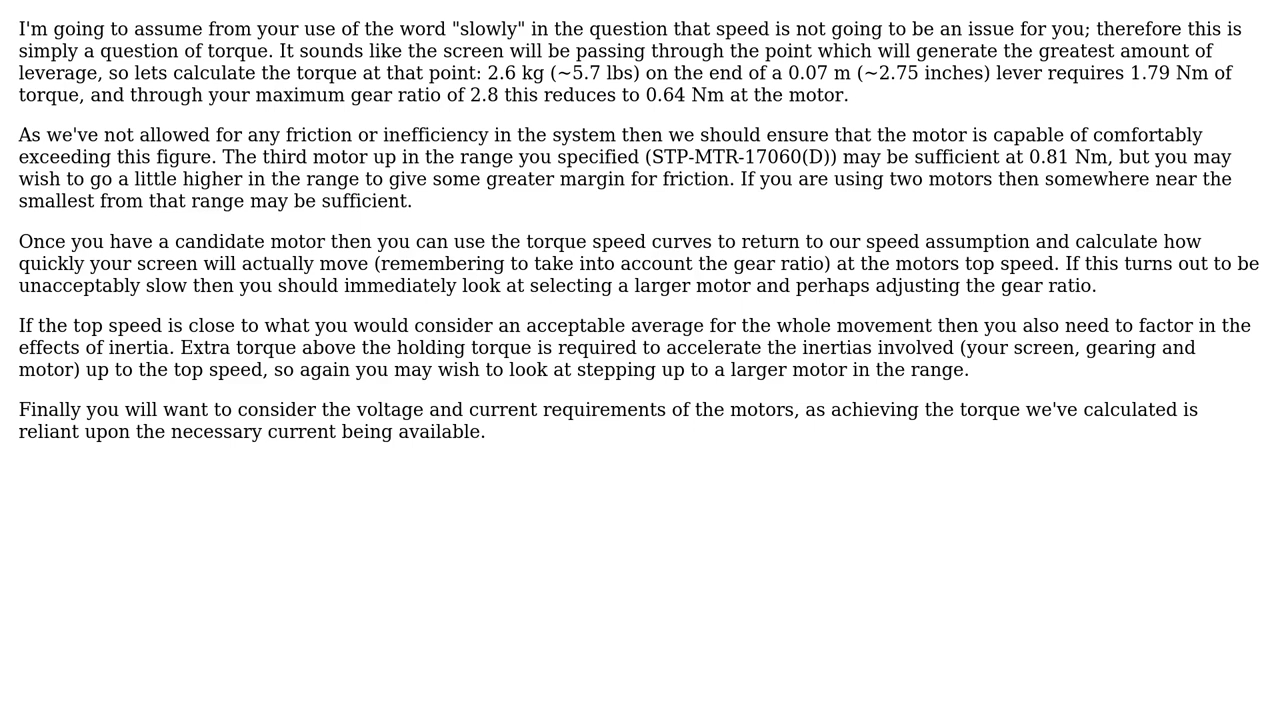 I'm going to assume from your use of the word "slowly" in the question that speed is not going to be an issue for you; therefore this is
simply a question of torque. It sounds like the screen will be passing through the point which will generate the greatest amount of
leverage, so lets calculate the torque at that point: 2.6 kg (~5.7 lbs) on the end of a 0.07 m (~2.75 inches) lever requires 1.79 Nm of
torque, and through your maximum gear ratio of 2.8 this reduces to 0.64 Nm at the motor.
As we've not allowed for any friction or inefficiency in the system then we should ensure that the motor is capable of comfortably
exceeding this figure. The third motor up in the range you specified (STP-MTR-17060(D)) may be sufficient at 0.81 Nm, but you may
wish to go a little higher in the range to give some greater margin for friction. If you are using two motors then somewhere near the
smallest from that range may be sufficient.
Once you have a candidate motor then you can use the torque speed curves to return to our speed assumption and calculate how
quickly your screen will actually move (remembering to take into account the gear ratio) at the motors top speed. If this turns out to be
unacceptably slow then you should immediately look at selecting a larger motor and perhaps adjusting the gear ratio.
If the top speed is close to what you would consider an acceptable average for the whole movement then you also need to factor in the
effects of inertia. Extra torque above the holding torque is required to accelerate the inertias involved (your screen, gearing and
motor) up to the top speed, so again you may wish to look at stepping up to a larger motor in the range.
Finally you will want to consider the voltage and current requirements of the motors, as achieving the torque we've calculated is
reliant upon the necessary current being available.